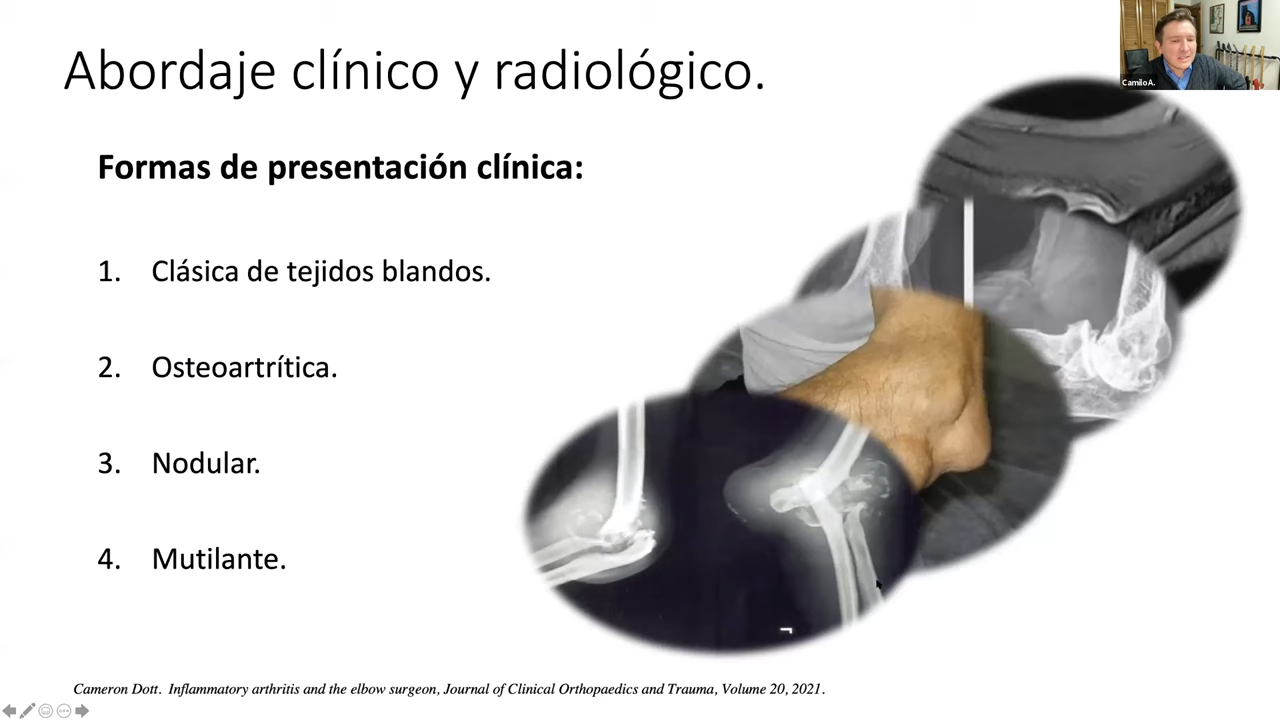 Abordaje clínico y radiológico.
Camilo A.
Formas de presentación clínica:
1. Clásica de tejidos blandos.
2. Osteoartrítica.
3. Nodular.
4. Mutilante.
Cameron Dott. Inflammatory arthritis and the elbow surgeon, Journal of Clinical Orthopaedics and Trauma, Volume 20, 2021.